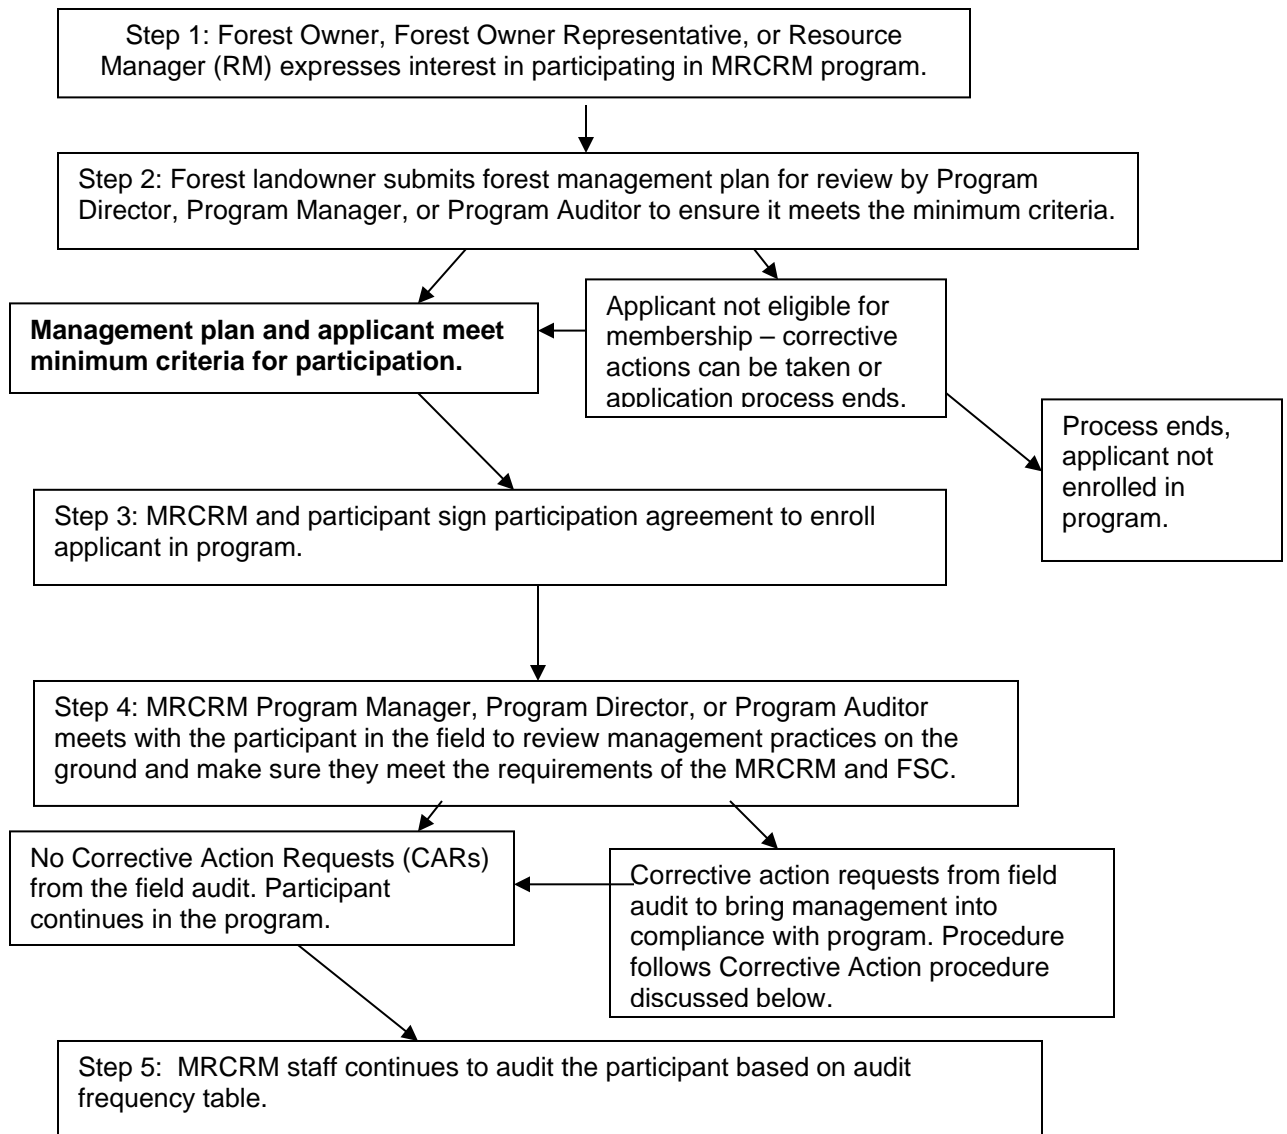 Step 1: Forest Owner, Forest Owner Representative, or Resource
Manager (RM) expresses interest in participating in MRCRM program.
Step 2: Forest landowner submits forest management plan for review by Program
Director, Program Manager, or Program Auditor to ensure it meets the minimum criteria.
Management plan and applicant meet
minimum criteria for participation.
Applicant not eligible for
membership – corrective
actions can be taken or
application process ends.
Process ends,
applicant not
enrolled in
program.
Step 3: MRCRM and participant sign participation agreement to enroll
applicant in program.
Step 4: MRCRM Program Manager, Program Director, or Program Auditor
meets with the participant in the field to review management practices on the
ground and make sure they meet the requirements of the MRCRM and FSC.
No Corrective Action Requests (CARs)
from the field audit. Participant
continues in the program.
Corrective action requests from field
audit to bring management into
compliance with program. Procedure
follows Corrective Action procedure
discussed below.
Step 5:  MRCRM staff continues to audit the participant based on audit
frequency table.